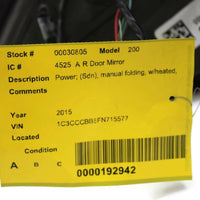 Stock # 00030805 Model 200
IC # 4525 A R Door Mirror
Description Power; (Sdn), manual folding, w/heated,
Comments
Year 2015
VIN 1C3CCCBB8FN715577
Located
Condition
A B C
0000192942